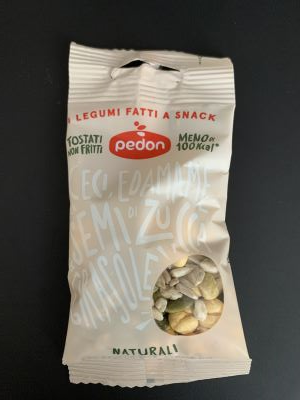 I LEGUMI FATTI A SNACK
TOSTATI
NON FRITTI
pedon
MENO DI
100Kcal*
CECI EDAMAME
SEMI DI ZUCCA
GIRASOLE
NATURALI